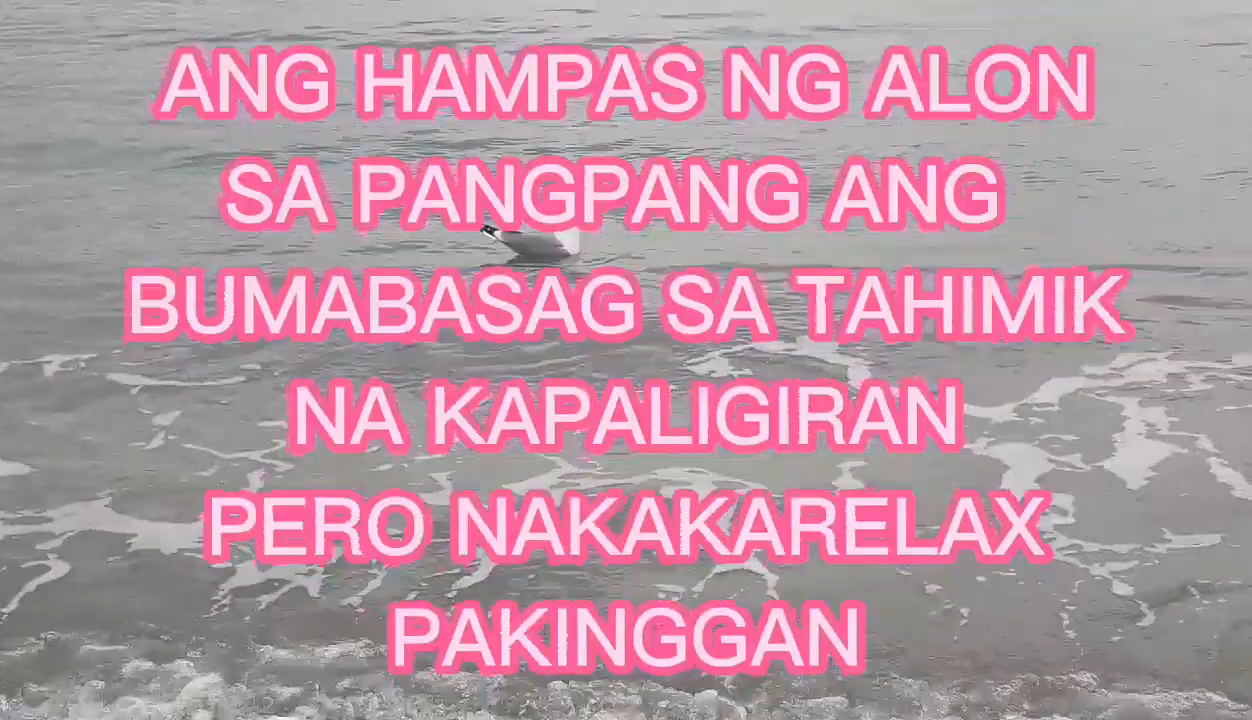 ANG HAMPAS NG ALON
SA PANGPANG ANG
BUMABASAG SA TAHIMIK
NA KAPALIGIRAN
PERO NAKAKARELAX
PAKINGGAN